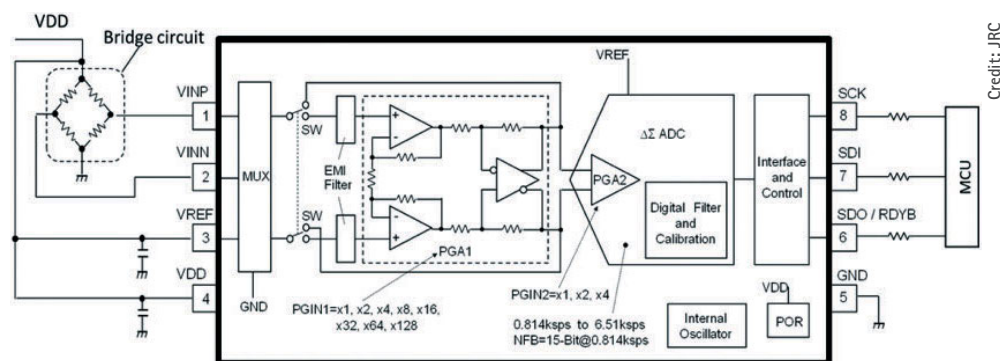 VDD
Bridge circuit
VINP
1
VINN
2
VREF
3
VDD
4
MUX
GND
SW
SW
EMI
Filter
+
-
-
+
PGA1
PGIN1=x1, x2, x4, x8, x16,
x32, x64, x128
VREF
ΔΣ ADC
PGA2
Digital Filter
and
Calibration
PGIN2=x1, x2, x4
0.814ksps to 6.51ksps
NFB=15-Bit@0.814ksps
Internal
Oscillator
VDD
POR
Interface
and
Control
SCK
8
SDI
7
SDO / RDYB
6
GND
5
MCU
Credit: JRC